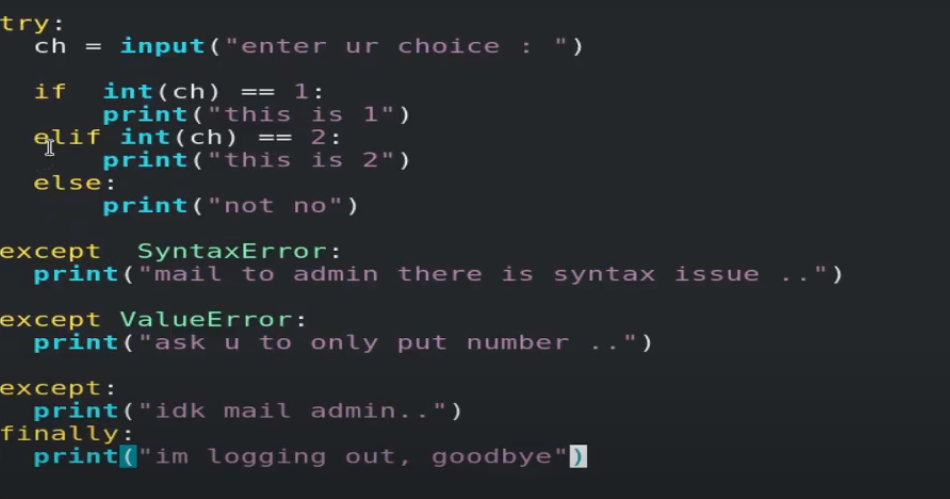 try:
  ch = input("enter ur choice : ")
  if  int(ch) == 1:
      print("this is 1")
  elif int(ch) == 2:
      print("this is 2")
  else:
      print("not no")
except  SyntaxError:
  print("mail to admin there is syntax issue ..")
except ValueError:
  print("ask u to only put number ..")
except:
  print("idk mail admin..")
finally:
  print("im logging out, goodbye")